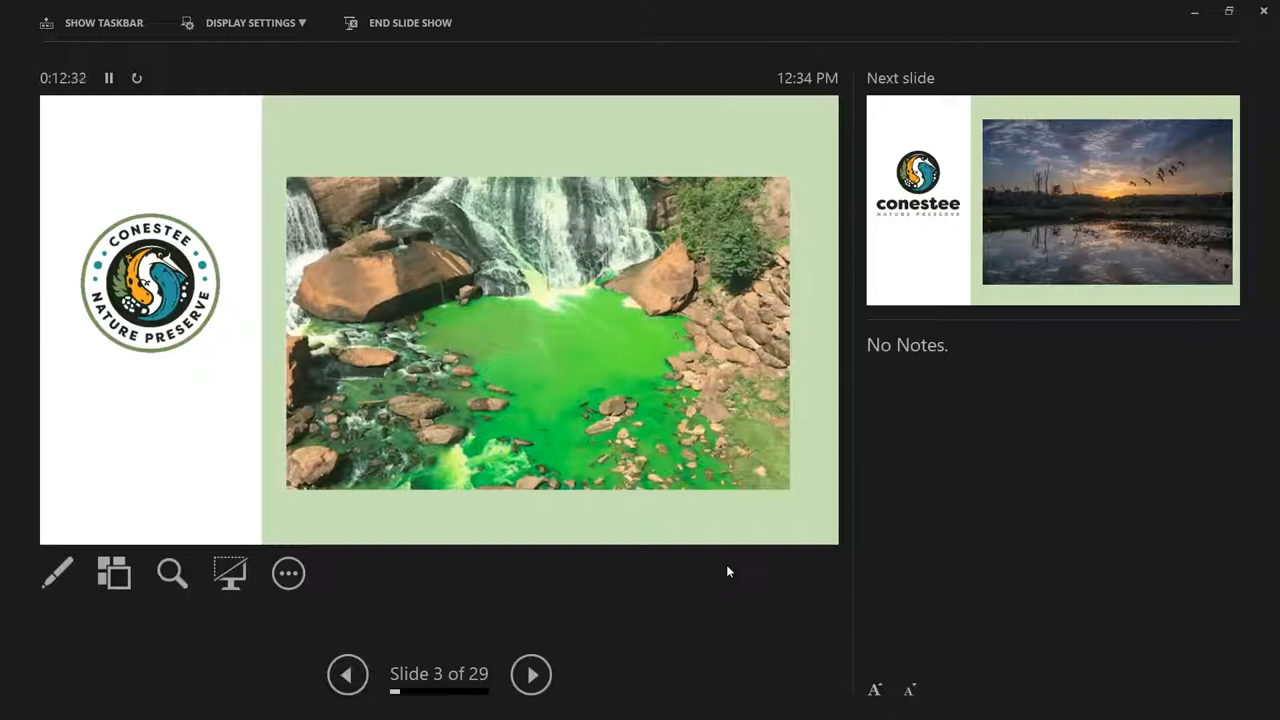 SHOW TASKBAR
DISPLAY SETTINGS ▼
END SLIDE SHOW
0:12:32
12:34 PM
Next slide
CONESTEE
NATURE PRESERVE
conestee
NATURE PRESERVE
No Notes.
Slide 3 of 29
A
A